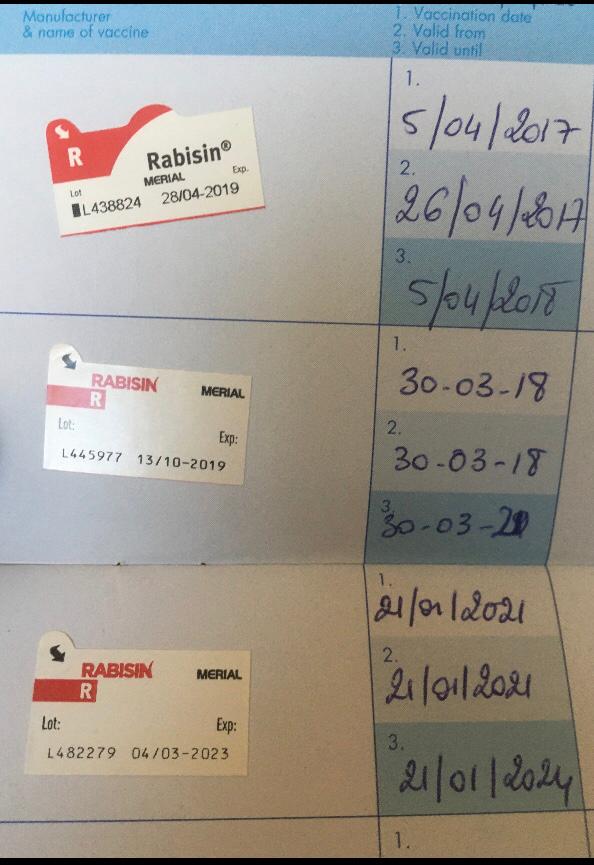 Manufacturer
& name of vaccine
1. Vaccination date
2. Valid from
3. Valid until
R
Rabisin®
MERIAL
Lot
Exp.
L438824 28/04-2019
1.
5/04/2017
2.
26/04/2017
3.
5/04/2018
RABISIN
R
MERIAL
Lot:
Exp:
L445977 13/10-2019
1.
30-03-18
2.
30-03-18
3.
30-03-21
RABISIN
R
MERIAL
Lot:
Exp:
L482279 04/03-2023
1.
21/01/2021
2.
21/01/2021
3.
21/01/2024
1.